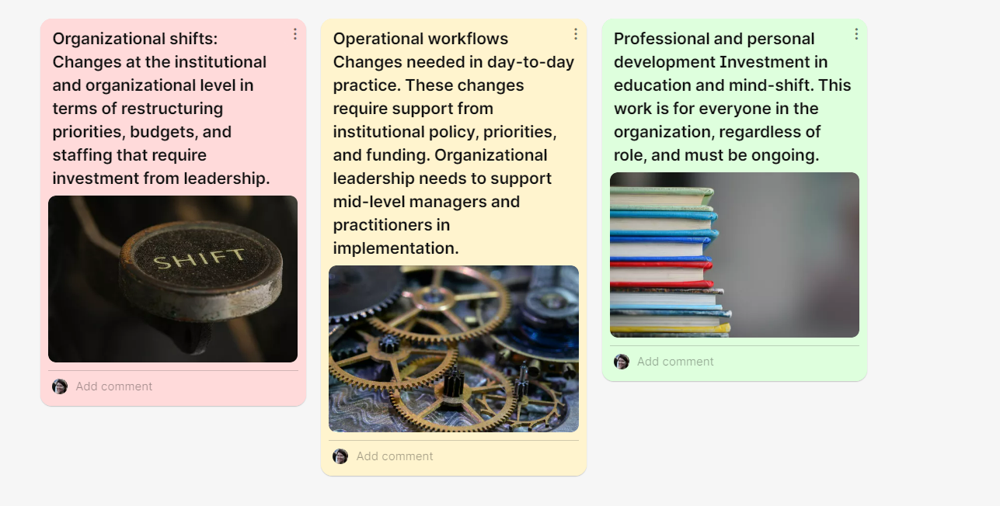 Organizational shifts:
Changes at the institutional
and organizational level in
terms of restructuring
priorities, budgets, and
staffing that require
investment from leadership.
SHIFT
Add comment
Operational workflows
Changes needed in day-to-day
practice. These changes
require support from
institutional policy, priorities,
and funding. Organizational
leadership needs to support
mid-level managers and
practitioners in
implementation.
Add comment
Professional and personal
development Investment in
education and mind-shift. This
work is for everyone in the
organization, regardless of
role, and must be ongoing.
Add comment